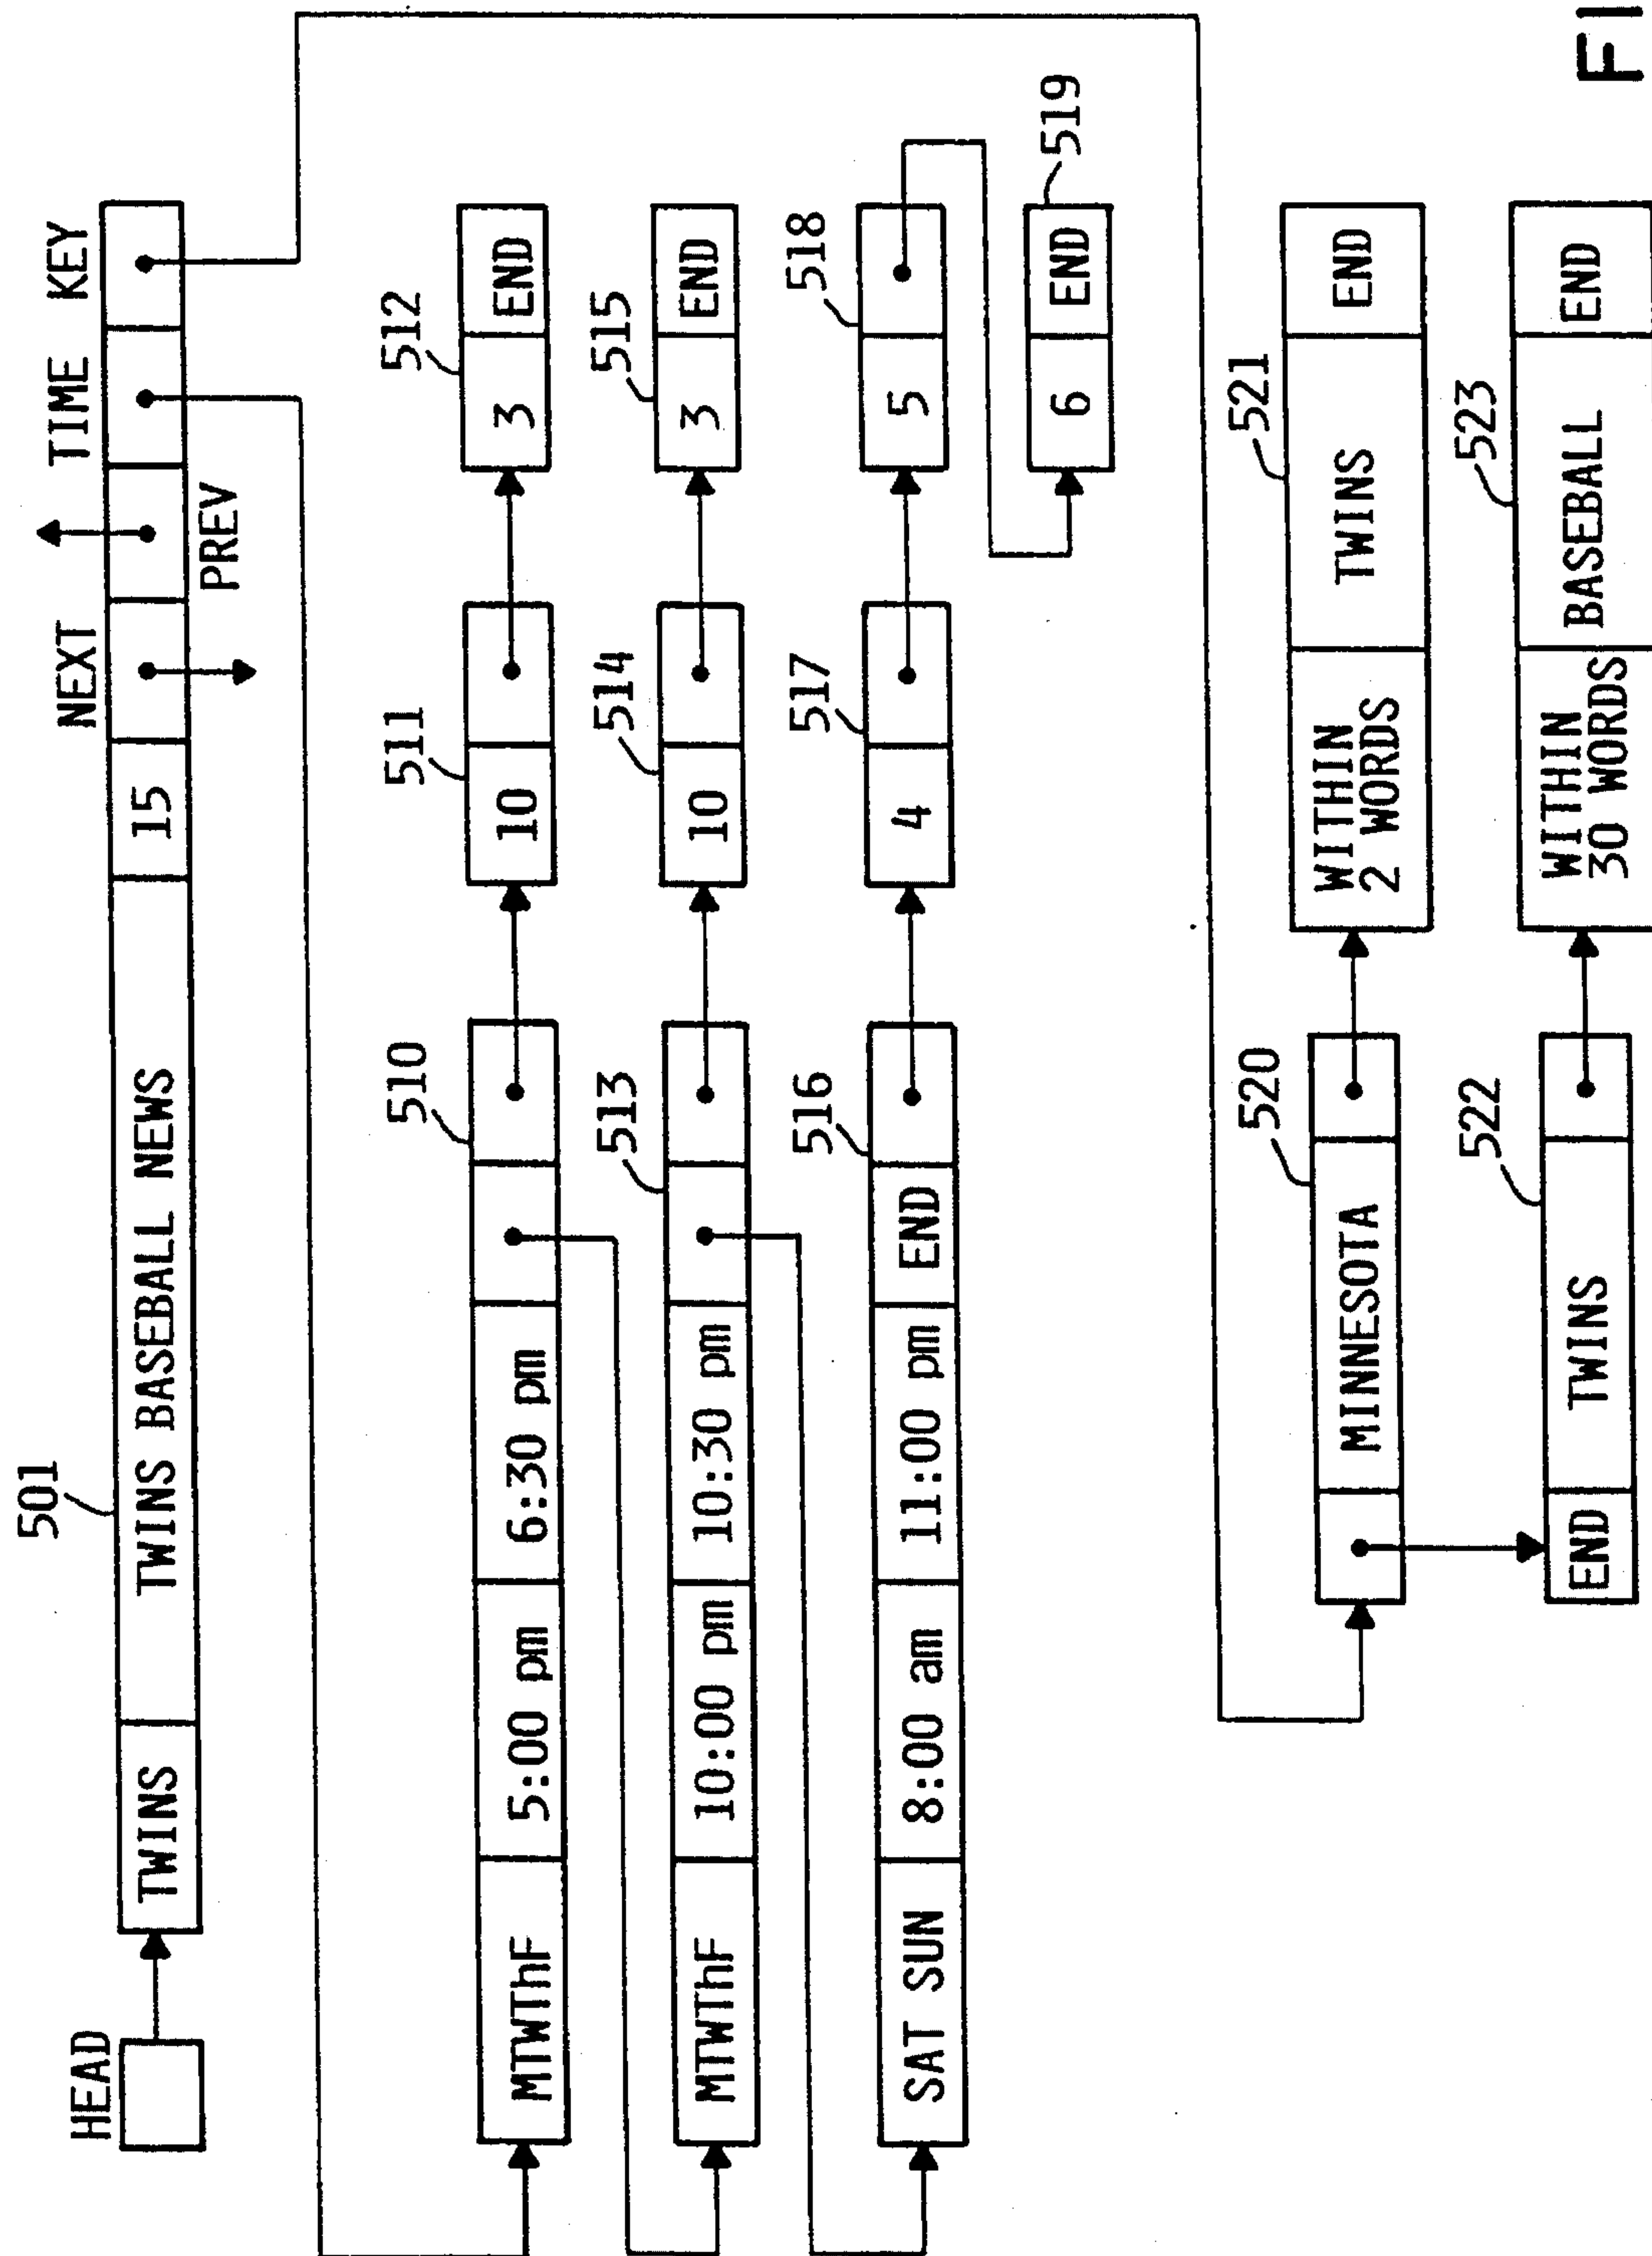 501
NEXT TIME KEY
HEAD
TWINS TWINS BASEBALL NEWS 15
PREV
510 511 512
MTWThF 5:00 pm 6:30 pm 10 3 END
513 514 515
MTWThF 10:00 pm 10:30 pm 10 3 END
516 517 518
SAT SUN 8:00 am 11:00 pm END 4 5
519
6 END
520 521
MINNESOTA WITHIN 2 WORDS TWINS END
522 523
END TWINS WITHIN 30 WORDS BASEBALL END
FI